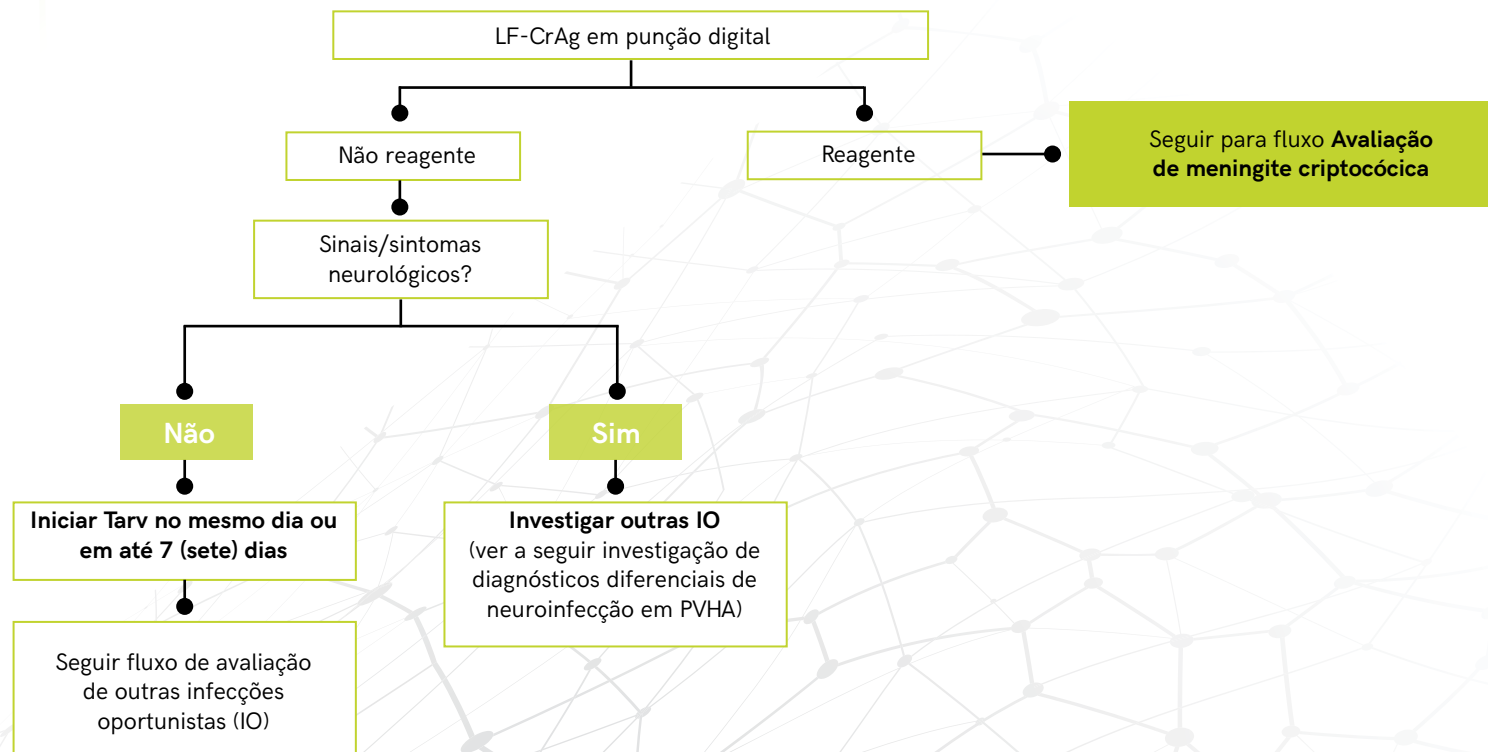 LF-CrAg em punção digital
Não reagente
Reagente
Seguir para fluxo Avaliação
de meningite criptocócica
Sinais/sintomas
neurológicos?
Não
Sim
Iniciar Tarv no mesmo dia ou
em até 7 (sete) dias
Investigar outras IO
(ver a seguir investigação de
diagnósticos diferenciais de
neuroinfecção em PVHA)
Seguir fluxo de avaliação
de outras infecções
oportunistas (IO)